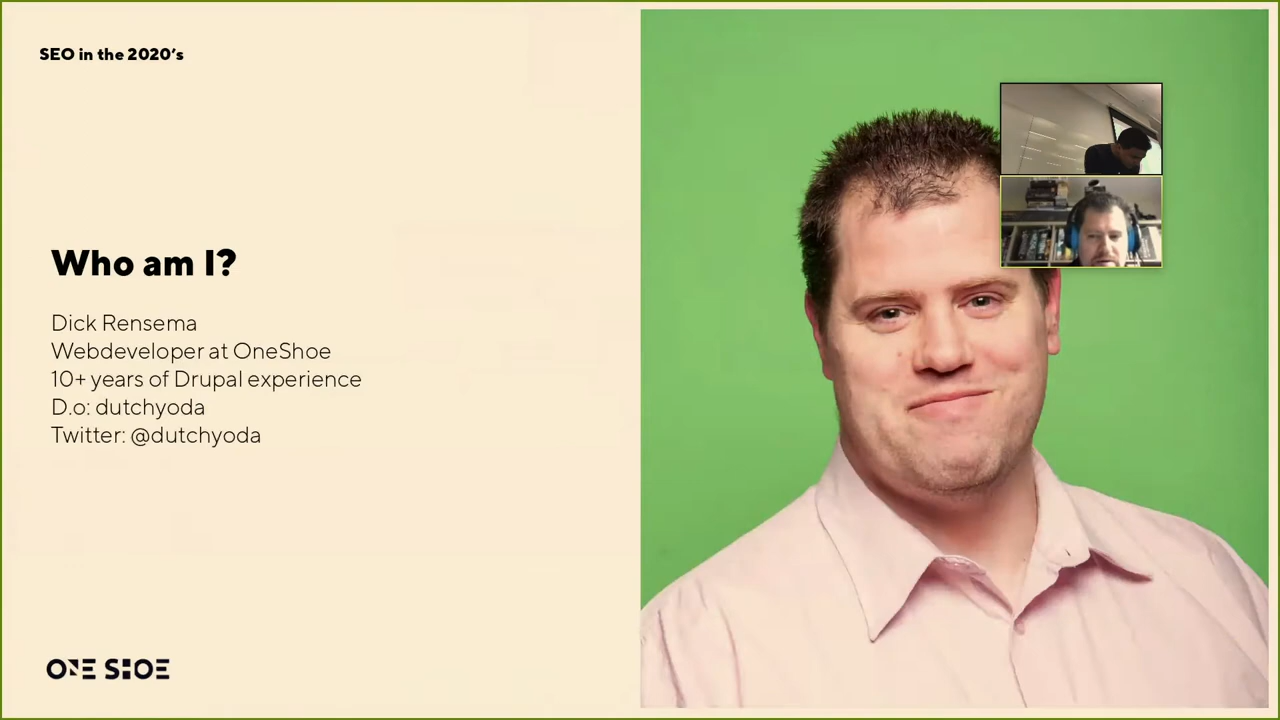 SEO in the 2020's
Who am I?
Dick Rensema
Webdeveloper at OneShoe
10+ years of Drupal experience
D.o: dutchyoda
Twitter: @dutchyoda
ONE SHOE